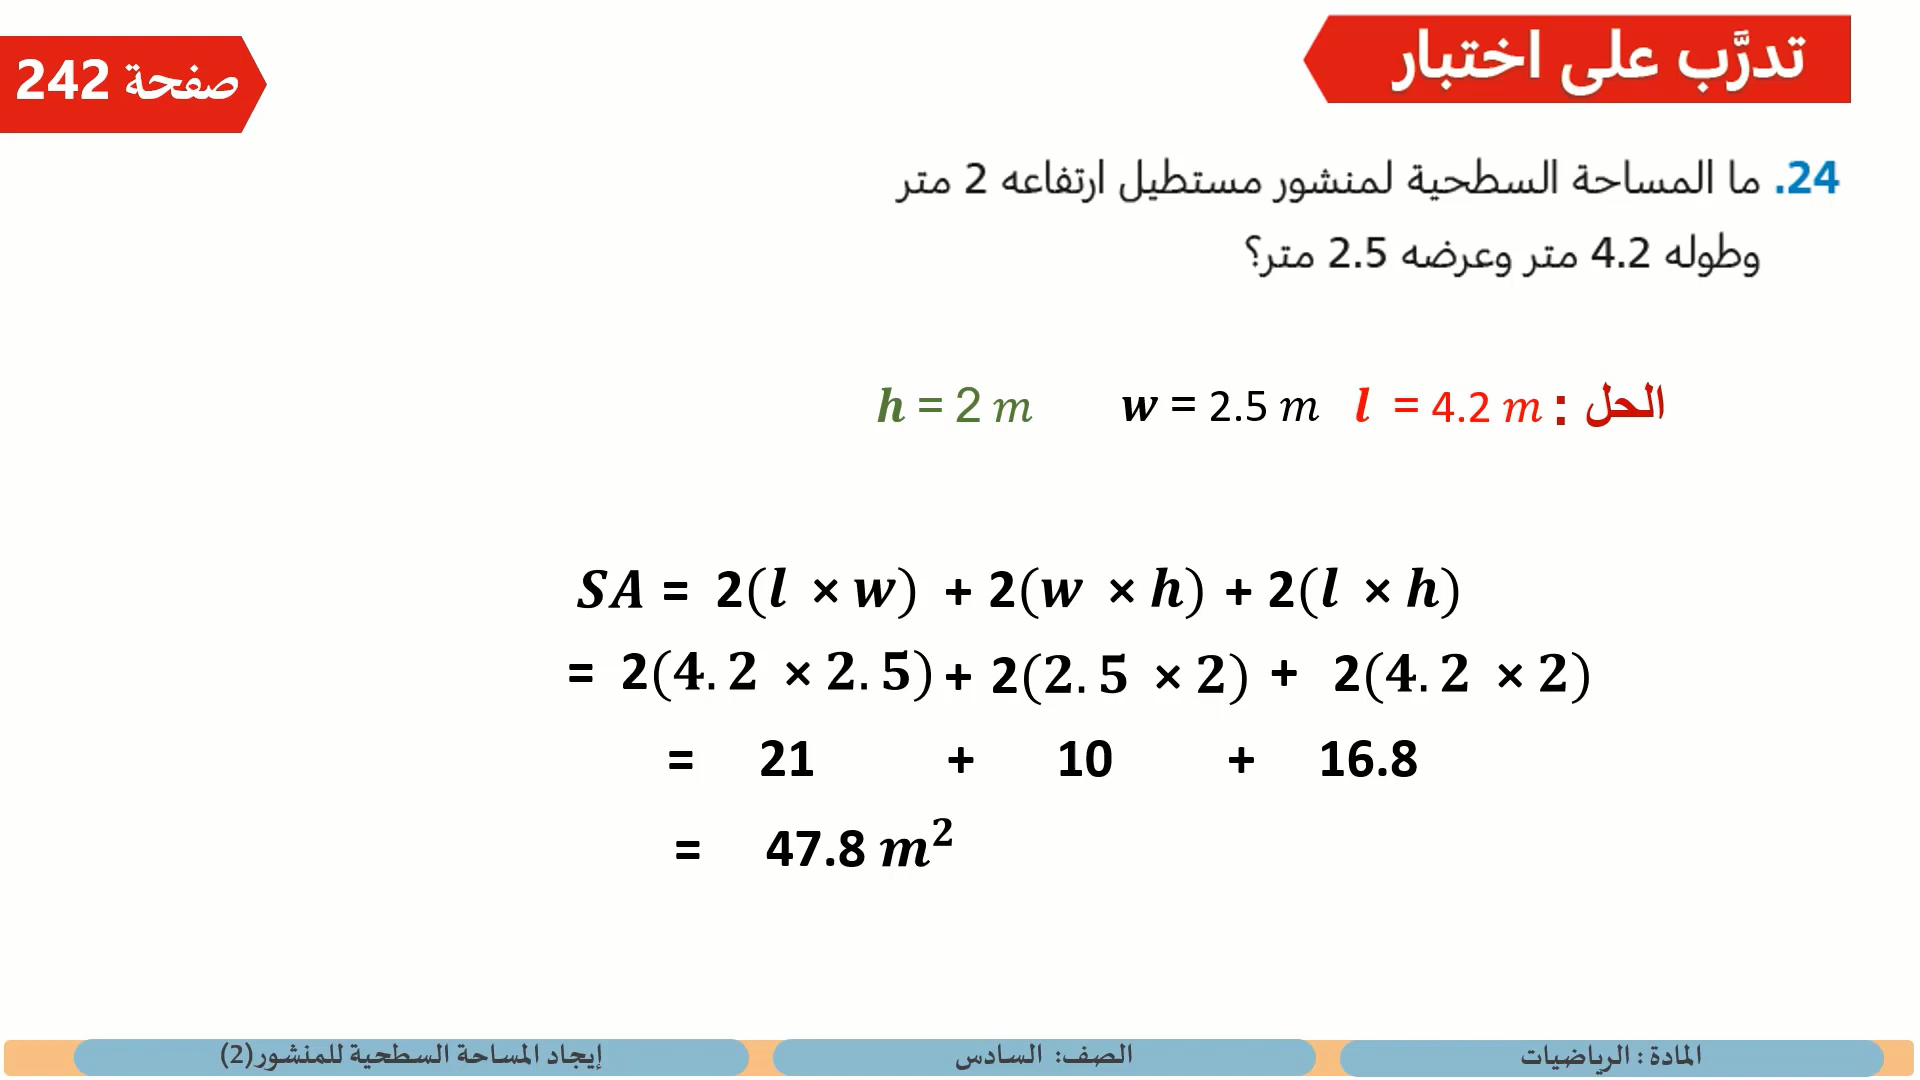 تدرَّب على اختبار
صفحة 242
24. ما المساحة السطحية لمنشور مستطيل ارتفاعه 2 متر
وطوله 4.2 متر وعرضه 2.5 متر؟
الحل : l = 4.2 m w = 2.5 m h = 2 m
SA = 2(l × w) + 2(w × h) + 2(l × h)
= 2(4.2 × 2.5) + 2(2.5 × 2) + 2(4.2 × 2)
= 21 + 10 + 16.8
= 47.8 m²
المادة : الرياضيات
الصف: السادس
إيجاد المساحة السطحية للمنشور(2)